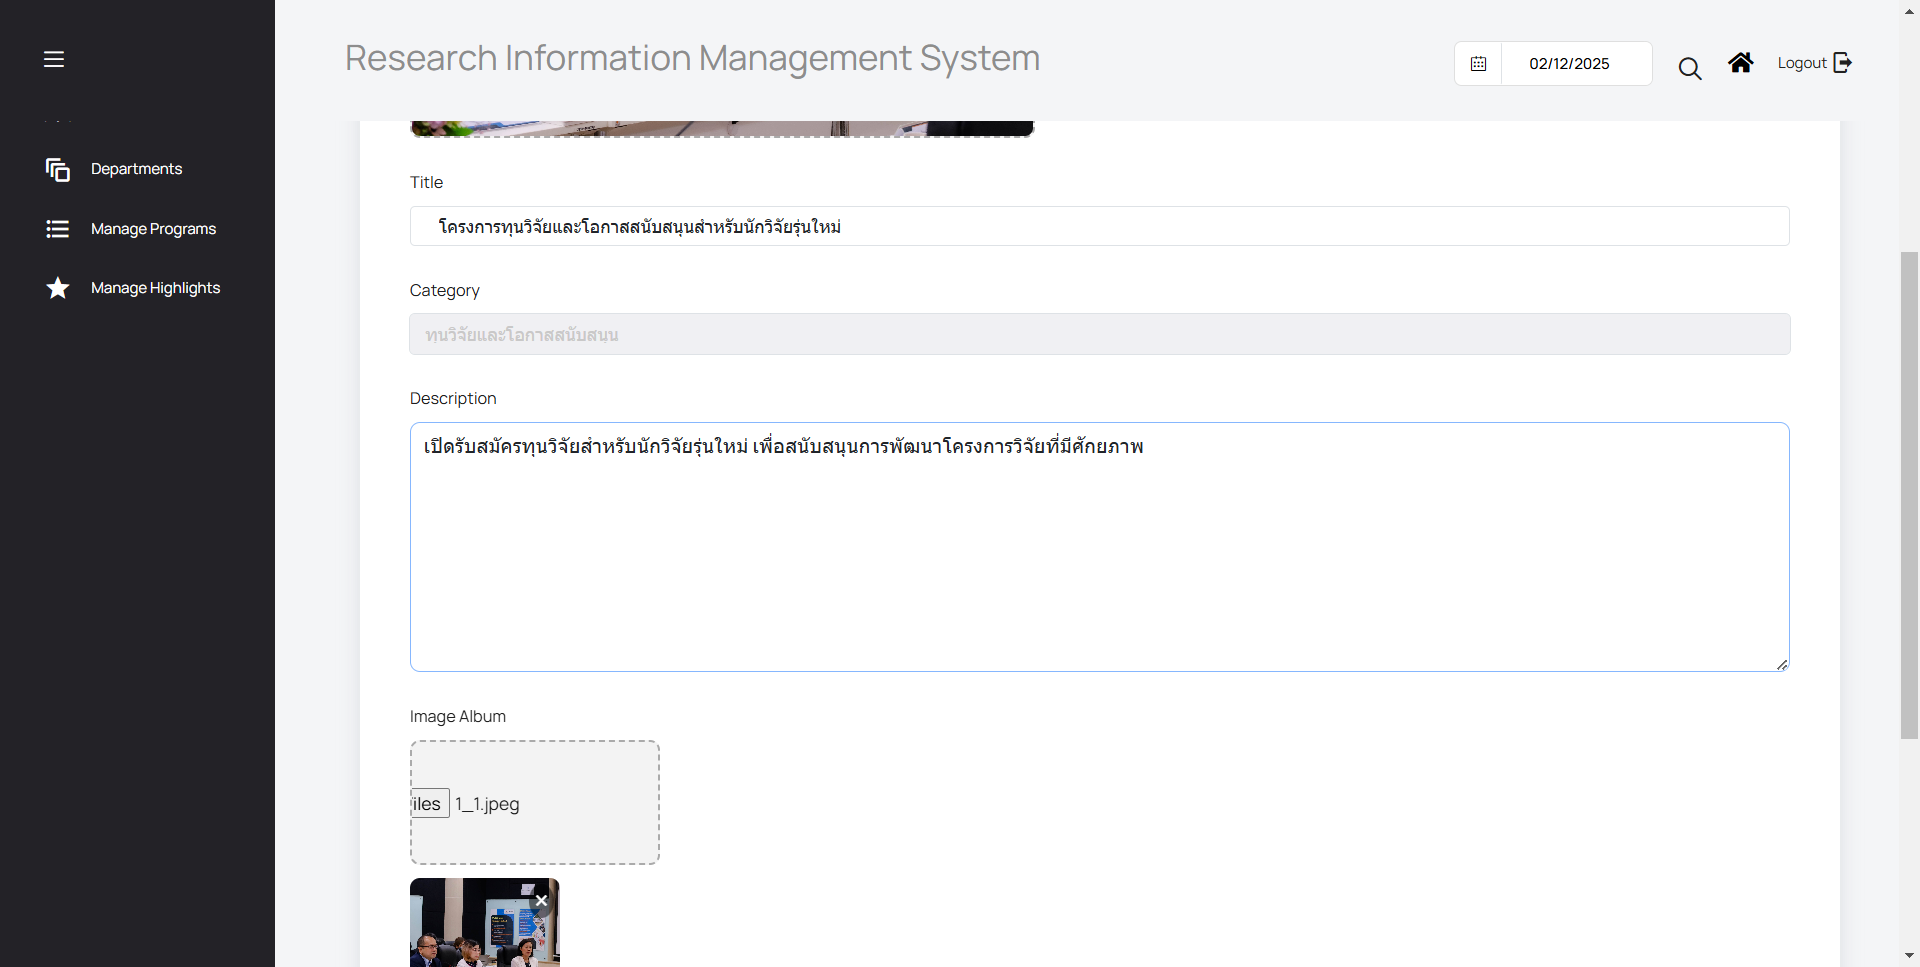 Research Information Management System
02/12/2025
Logout
Departments
Manage Programs
Manage Highlights
Title
โครงการทุนวิจัยและโอกาสสนับสนุนสำหรับนักวิจัยรุ่นใหม่
Category
ทุนวิจัยและโอกาสสนับสนุน
Description
เปิดรับสมัครทุนวิจัยสำหรับนักวิจัยรุ่นใหม่ เพื่อสนับสนุนการพัฒนาโครงการวิจัยที่มีศักยภาพ
Image Album
iles 1_1.jpeg